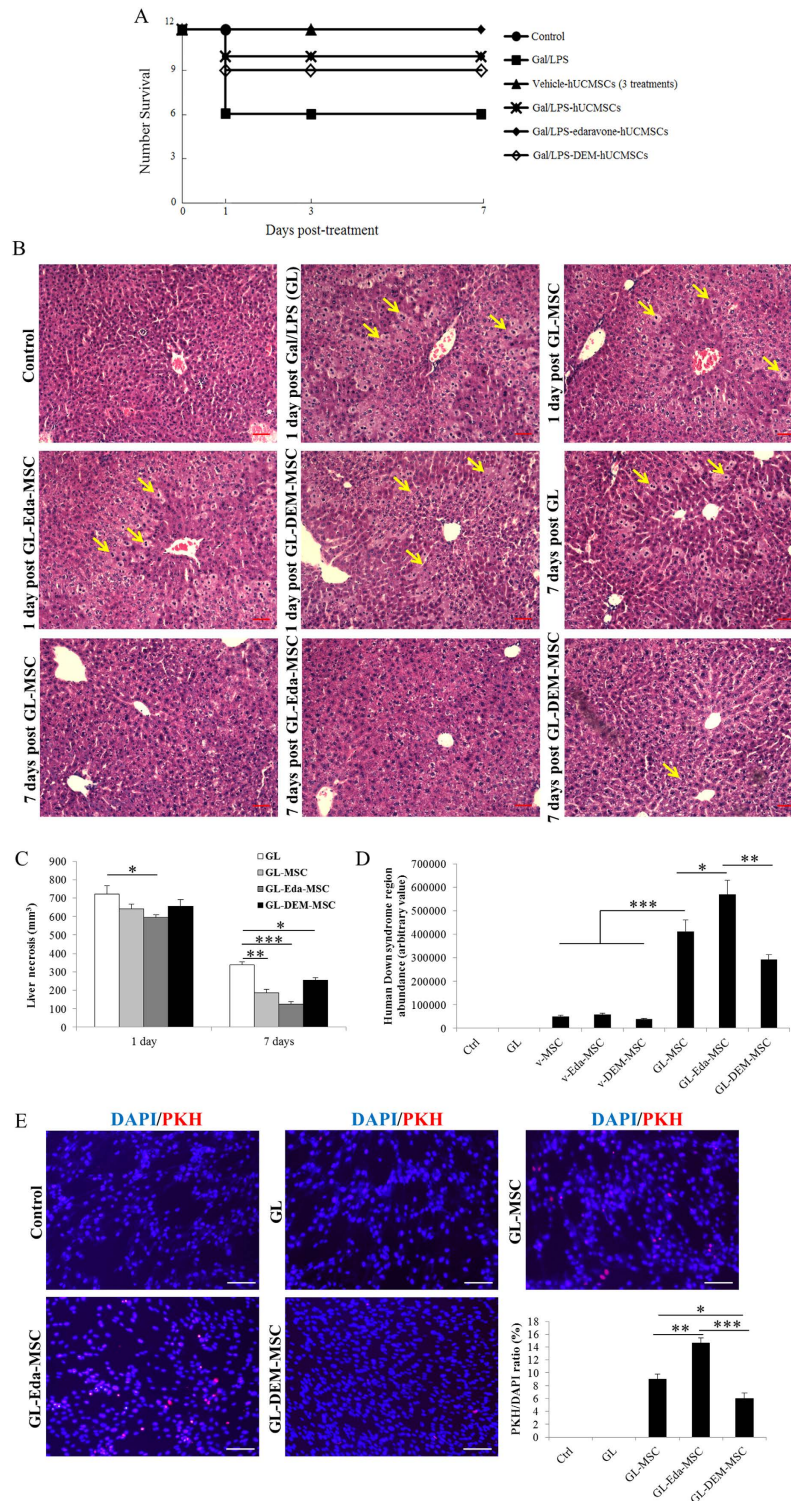 A
12
9
6
3
0
0
1
3
7
Number Survival
Days post-treatment
Control
Gal/LPS
Vehicle-hUCMSCs (3 treatments)
Gal/LPS-hUCMSCs
Gal/LPS-edaravone-hUCMSCs
Gal/LPS-DEM-hUCMSCs
B
Control
1 day post Gal/LPS (GL)
1 day post GL-MSC
1 day post GL-Eda-MSC
1 day post GL-DEM-MSC
7 days post GL
7 days post GL-MSC
7 days post GL-Eda-MSC
7 days post GL-DEM-MSC
C
Liver necrosis (mm³)
900
800
700
600
500
400
300
200
100
0
*
GL
GL-MSC
GL-Eda-MSC
GL-DEM-MSC
*
***
**
1 day
7 days
D
Human Down syndrome region
abundance (arbitrary value)
700000
600000
500000
400000
300000
200000
100000
0
***
*
**
Ctrl
GL
v-MSC
v-Eda-MSC
v-DEM-MSC
GL-MSC
GL-Eda-MSC
GL-DEM-MSC
E
DAPI/PKH
DAPI/PKH
DAPI/PKH
Control
GL
GL-MSC
GL-Eda-MSC
GL-DEM-MSC
PKH/DAPI ratio (%)
18
16
14
12
10
8
6
4
2
0
*
**
***
Ctrl
GL
GL-MSC
GL-Eda-MSC
GL-DEM-MSC